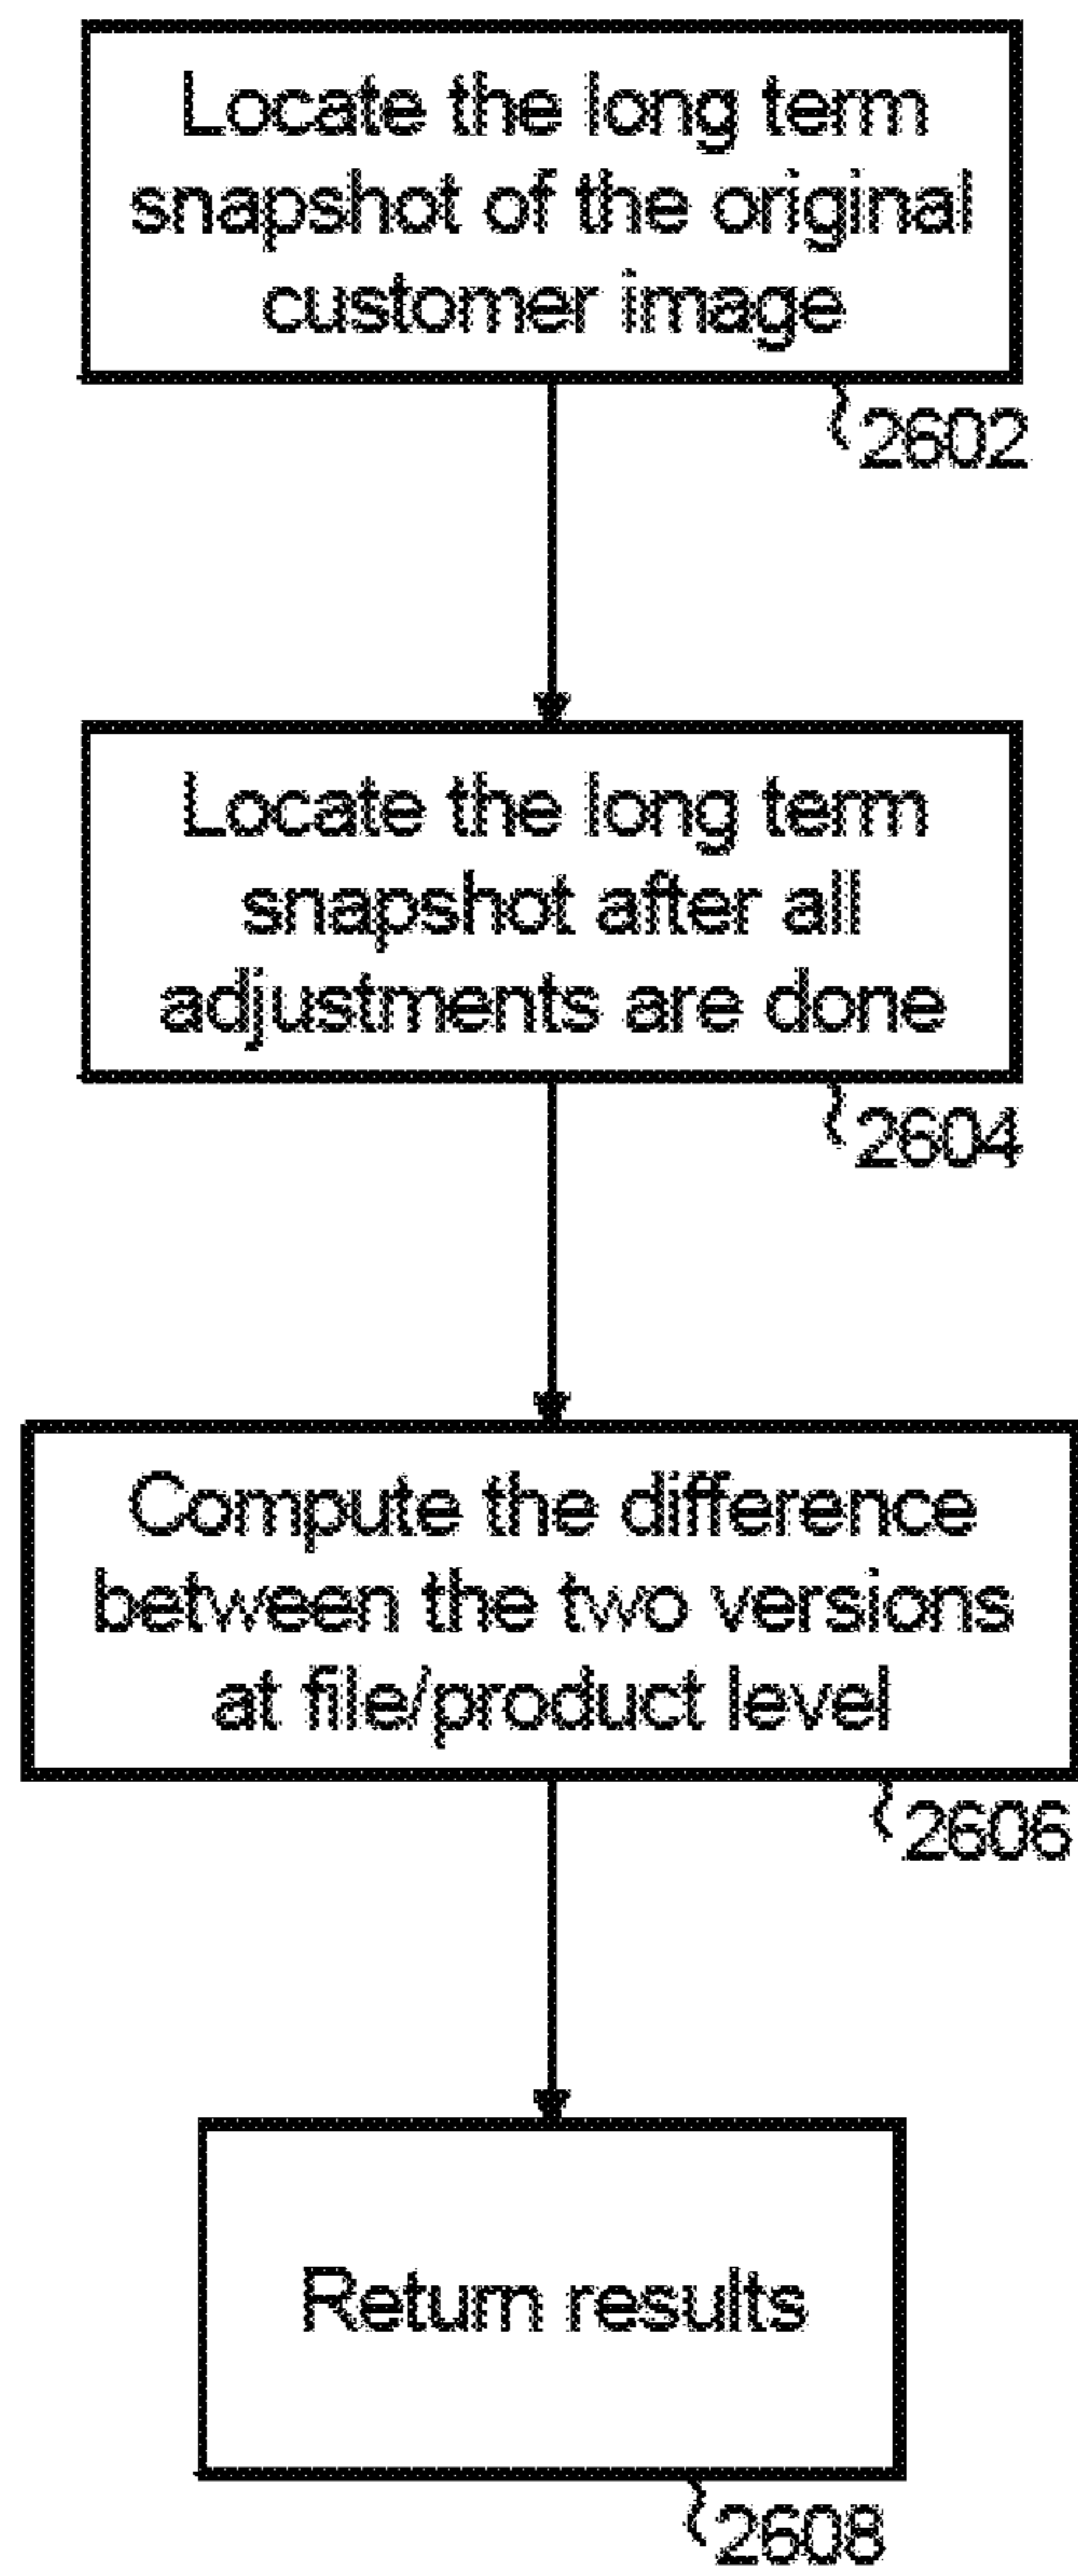 Locate the long term
snapshot of the original
customer image
2602
Locate the long term
snapshot after all
adjustments are done
2604
Compute the difference
between the two versions
at file/product level
2606
Return results
2608